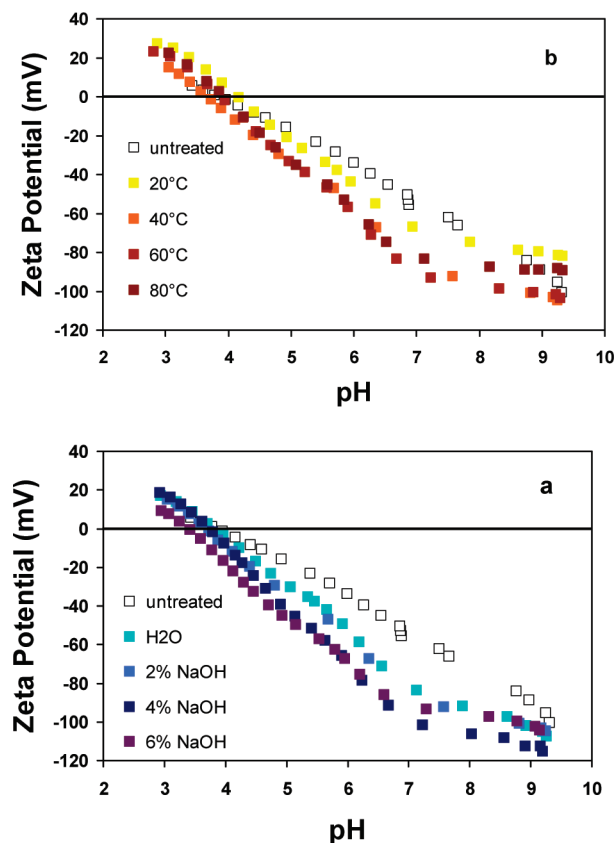 40
20
0
-20
-40
-60
-80
-100
-120
Zeta Potential (mV)
b
untreated
20°C
40°C
60°C
80°C
2 3 4 5 6 7 8 9 10
pH
40
20
0
-20
-40
-60
-80
-100
-120
Zeta Potential (mV)
a
untreated
H2O
2% NaOH
4% NaOH
6% NaOH
2 3 4 5 6 7 8 9 10
pH